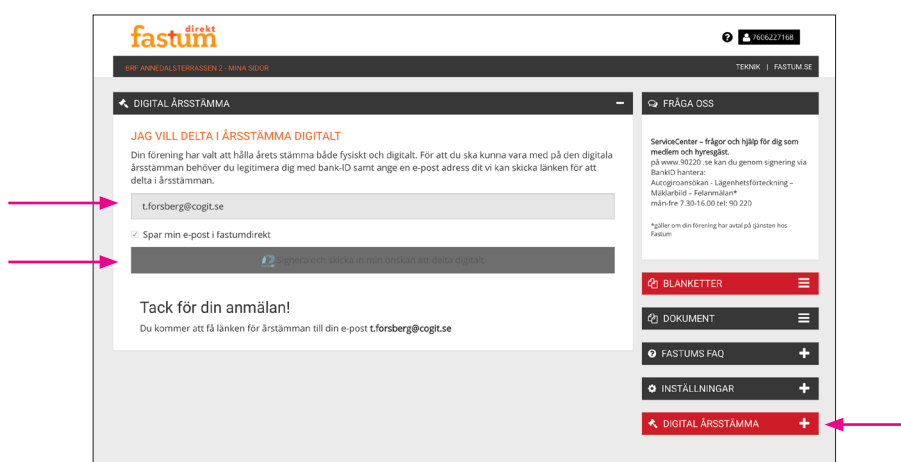 fastum
direkt
7606227168
BRF ANNEDALSTERRASSEN 2 - MINA SIDOR
TEKNIK | FASTUM.SE
DIGITAL ÅRSSTÄMMA
JAG VILL DELTA I ÅRSSTÄMMA DIGITALT
Din förening har valt att hålla årets stämma både fysiskt och digitalt. För att du ska kunna vara med på den digitala
årsstämman behöver du legitimera dig med bank-ID samt ange en e-post adress dit vi kan skicka länken för att
delta i årsstämman.
t.forsberg@cogit.se
Spar min e-post i fastumdirekt
Signera och skicka in min önskan att delta digitalt
Tack för din anmälan!
Du kommer att få länken för årstämman till din e-post t.forsberg@cogit.se
FRÅGA OSS
ServiceCenter – frågor och hjälp för dig som
medlem och hyresgäst.
på www.90220 .se kan du genom signering via
BankID hantera:
Autogiroansökan - Lägenhetsförteckning –
Mäklarbild – Felanmälan*
mån-fre 7.30-16.00 tel: 90 220
*gäller om din förening har avtal på tjänsten hos
Fastum
BLANKETTER
DOKUMENT
FASTUMS FAQ
INSTÄLLNINGAR
DIGITAL ÅRSSTÄMMA